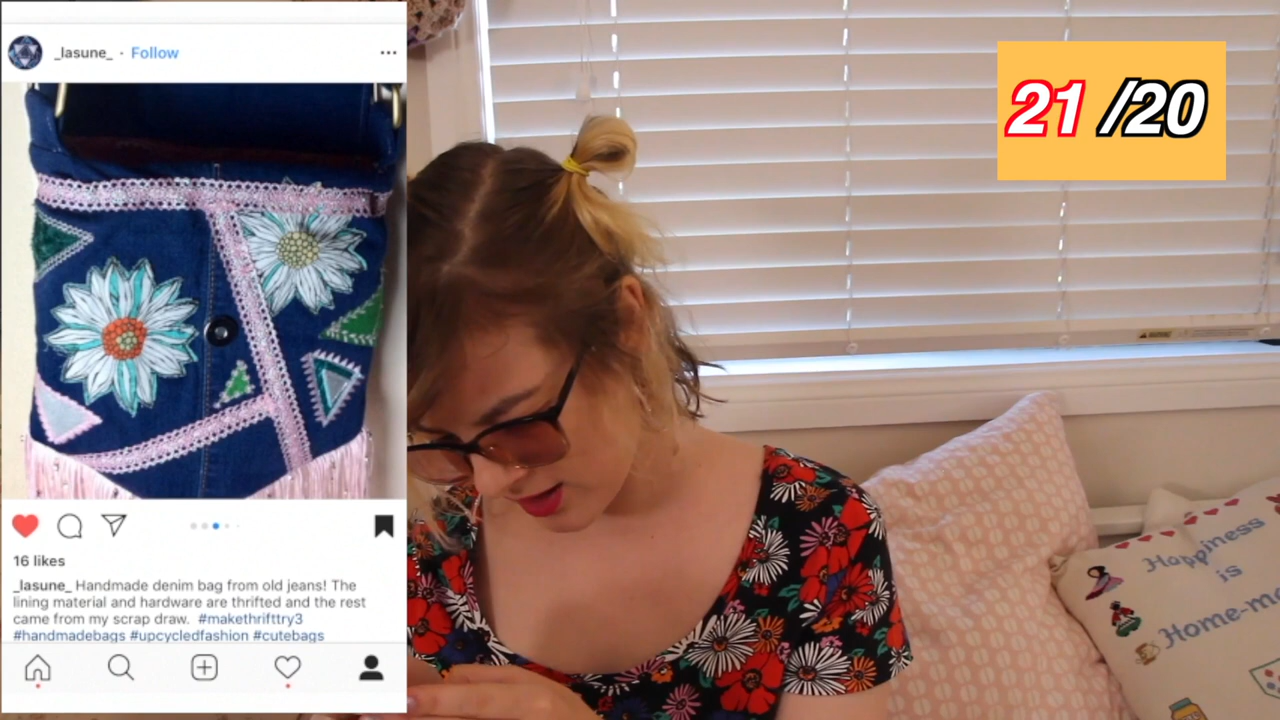 _lasune_ · Follow
21 /20
16 likes
_lasune_ Handmade denim bag from old jeans! The
lining material and hardware are thrifted and the rest
came from my scrap draw. #makethrifttry3
#handmadebags #upcycledfashion #cutebags
Happiness
is
Home-m